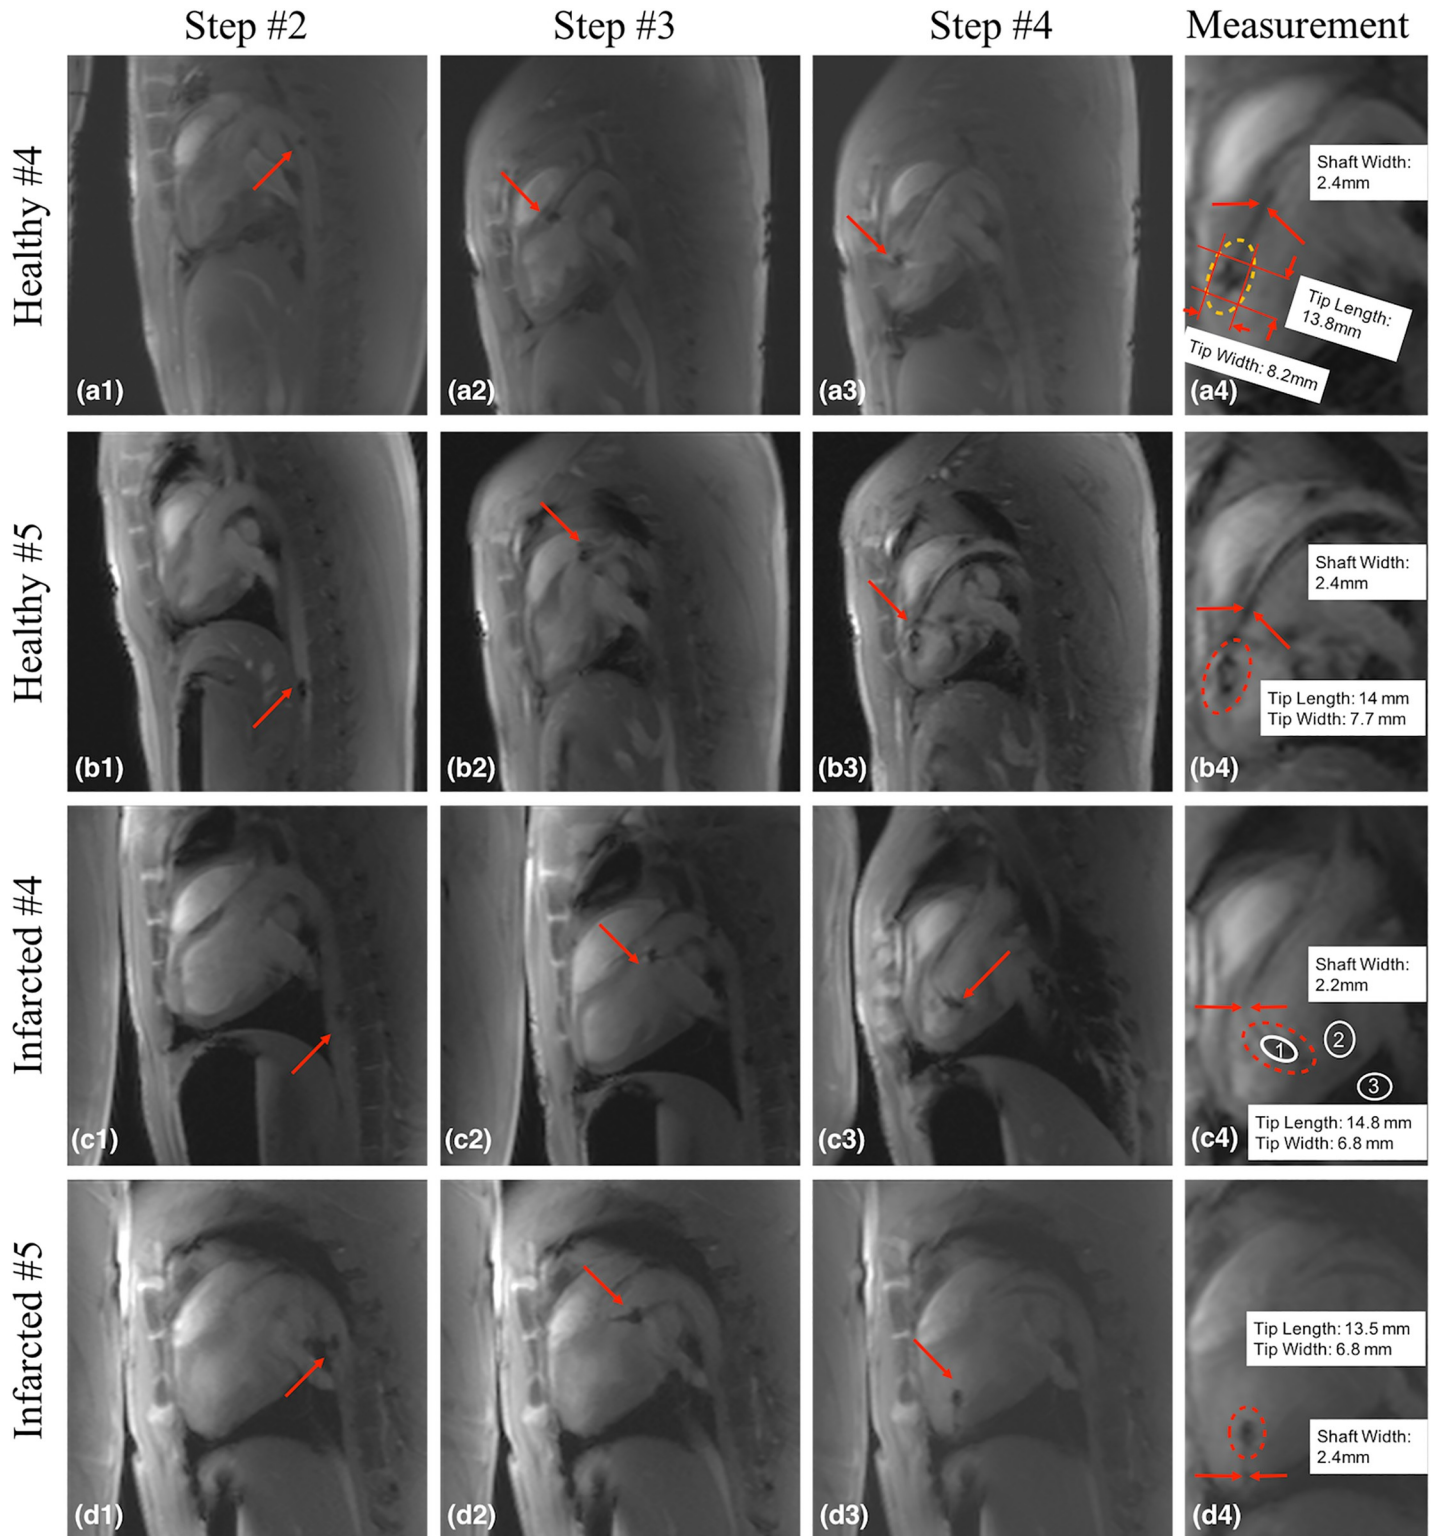 Step #2
Step #3
Step #4
Measurement
Healthy #4
(a1)
(a2)
(a3)
Shaft Width:
2.4mm
Tip Length:
13.8mm
Tip Width: 8.2mm
(a4)
Healthy #5
(b1)
(b2)
(b3)
Shaft Width:
2.4mm
Tip Length: 14 mm
Tip Width: 7.7 mm
(b4)
Infarcted #4
(c1)
(c2)
(c3)
Shaft Width:
2.2mm
1
2
3
Tip Length: 14.8 mm
Tip Width: 6.8 mm
(c4)
Infarcted #5
(d1)
(d2)
(d3)
Tip Length: 13.5 mm
Tip Width: 6.8 mm
Shaft Width:
2.4mm
(d4)